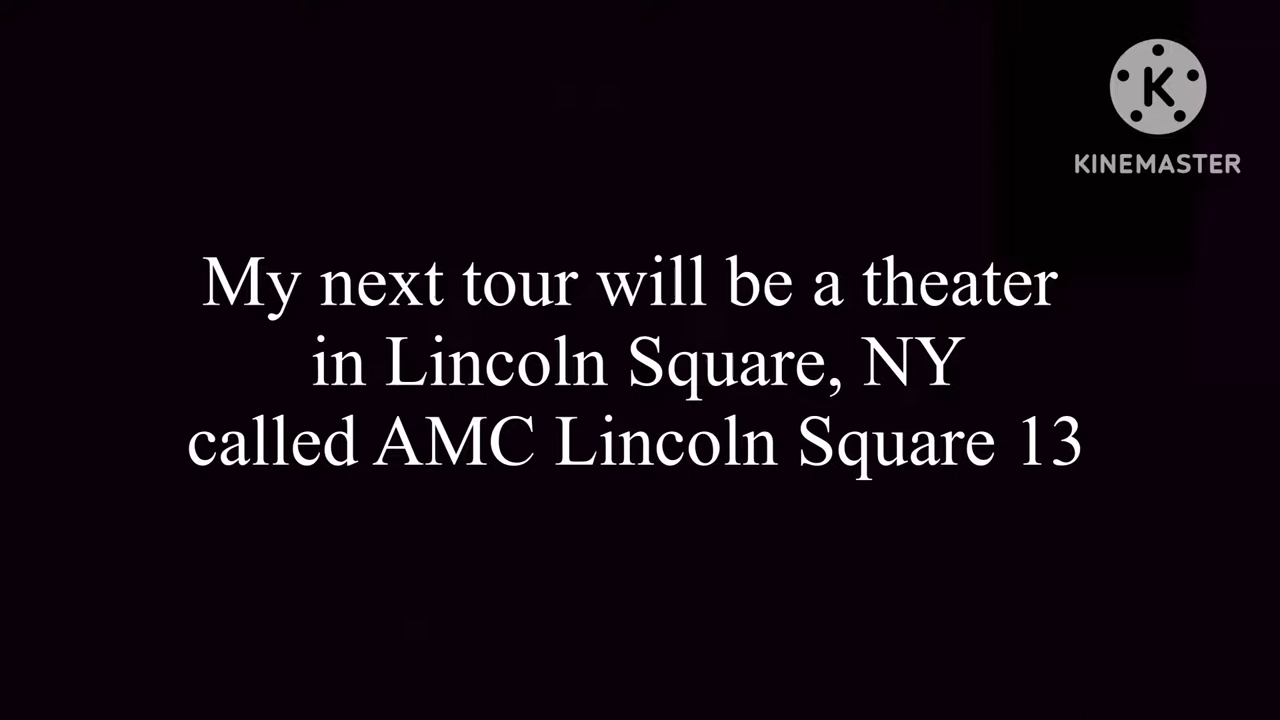 K
KINEMASTER
My next tour will be a theater
in Lincoln Square, NY
called AMC Lincoln Square 13